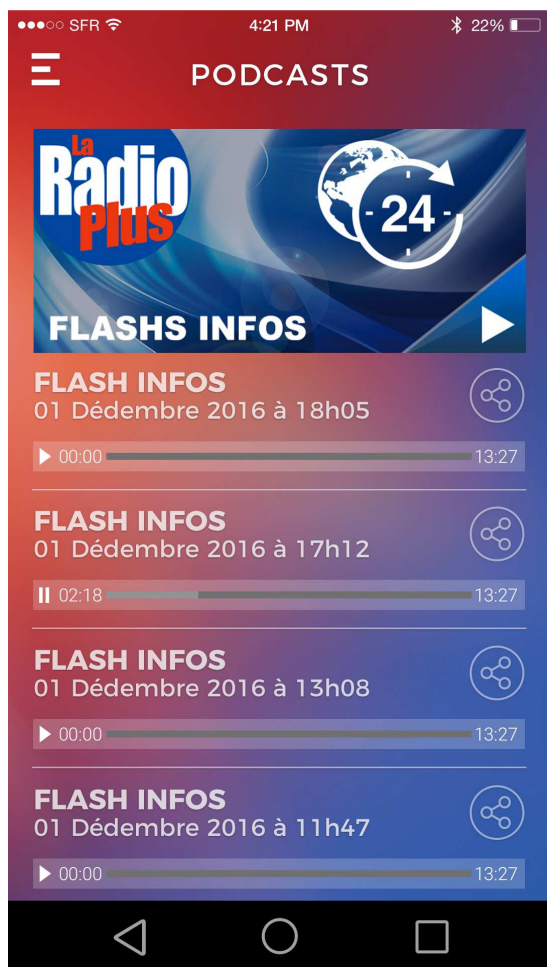 SFR
4:21 PM
22%
PODCASTS
La
Radio
Plus
24
FLASHS INFOS
FLASH INFOS
01 Dédembre 2016 à 18h05
00:00
13:27
FLASH INFOS
01 Dédembre 2016 à 17h12
02:18
13:27
FLASH INFOS
01 Dédembre 2016 à 13h08
00:00
13:27
FLASH INFOS
01 Dédembre 2016 à 11h47
00:00
13:27